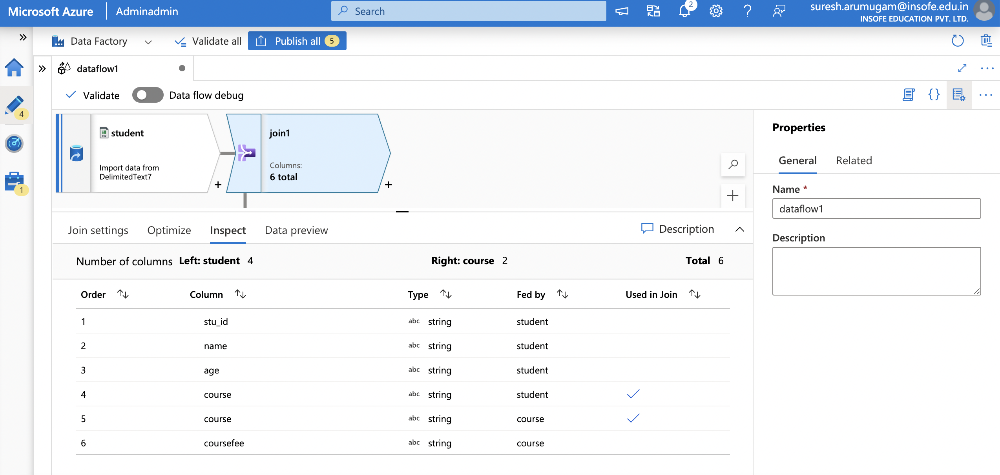 Microsoft Azure Adminadmin Search 2 suresh.arumugam@insofe.edu.in
INSOFE EDUCATION PVT. LTD.
Data Factory Validate all Publish all 5
dataflow1
Validate Data flow debug
4
1
student
CSV
Import data from
DelimitedText7
+
join1
Columns:
6 total
+
Join settings Optimize Inspect Data preview Description
Number of columns Left: student 4 Right: course 2 Total 6
Order Column Type Fed by Used in Join
1 stu_id abc string student
2 name abc string student
3 age abc string student
4 course abc string student
5 course abc string course
6 coursefee abc string course
Properties
General Related
Name *
dataflow1
Description